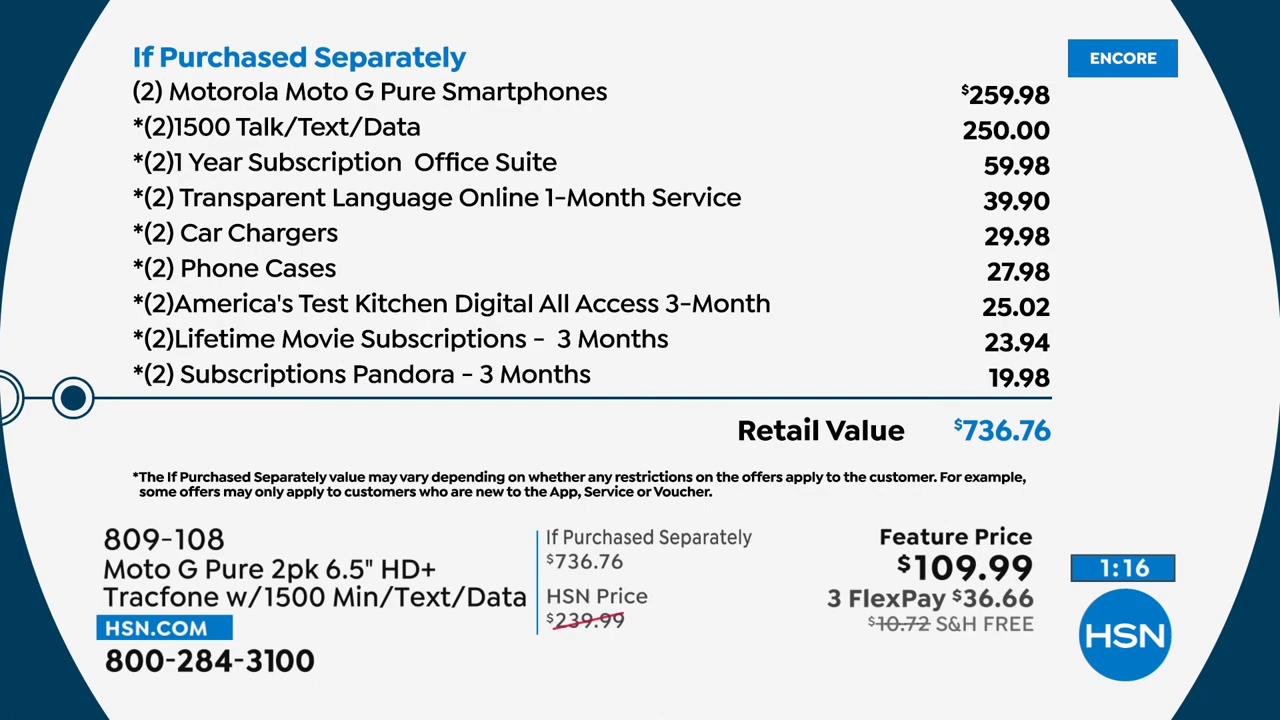 If Purchased Separately
ENCORE
(2) Motorola Moto G Pure Smartphones $259.98
*(2)1500 Talk/Text/Data 250.00
*(2)1 Year Subscription Office Suite 59.98
*(2) Transparent Language Online 1-Month Service 39.90
*(2) Car Chargers 29.98
*(2) Phone Cases 27.98
*(2)America's Test Kitchen Digital All Access 3-Month 25.02
*(2)Lifetime Movie Subscriptions - 3 Months 23.94
*(2) Subscriptions Pandora - 3 Months 19.98
Retail Value $736.76
*The If Purchased Separately value may vary depending on whether any restrictions on the offers apply to the customer. For example,
some offers may only apply to customers who are new to the App, Service or Voucher.
809-108
Moto G Pure 2pk 6.5" HD+
Tracfone w/1500 Min/Text/Data
HSN.COM
800-284-3100
If Purchased Separately
$736.76
HSN Price
$239.99
Feature Price
$109.99
3 FlexPay $36.66
$10.72 S&H FREE
1:16
HSN